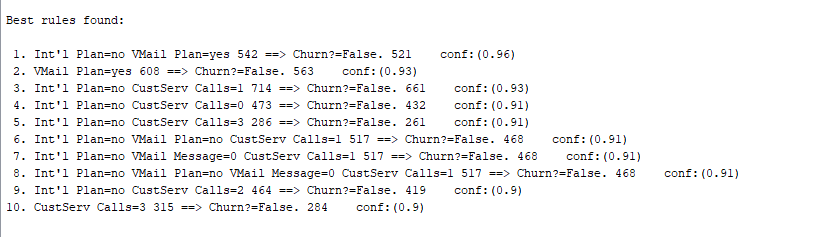 Best rules found:
1. Int'l Plan=no VMail Plan=yes 542 ==> Churn?=False. 521    conf:(0.96)
2. VMail Plan=yes 608 ==> Churn?=False. 563    conf:(0.93)
3. Int'l Plan=no CustServ Calls=1 714 ==> Churn?=False. 661    conf:(0.93)
4. Int'l Plan=no CustServ Calls=0 473 ==> Churn?=False. 432    conf:(0.91)
5. Int'l Plan=no CustServ Calls=3 286 ==> Churn?=False. 261    conf:(0.91)
6. Int'l Plan=no VMail Plan=no CustServ Calls=1 517 ==> Churn?=False. 468    conf:(0.91)
7. Int'l Plan=no VMail Message=0 CustServ Calls=1 517 ==> Churn?=False. 468    conf:(0.91)
8. Int'l Plan=no VMail Plan=no VMail Message=0 CustServ Calls=1 517 ==> Churn?=False. 468    conf:(0.91)
9. Int'l Plan=no CustServ Calls=2 464 ==> Churn?=False. 419    conf:(0.9)
10. CustServ Calls=3 315 ==> Churn?=False. 284    conf:(0.9)